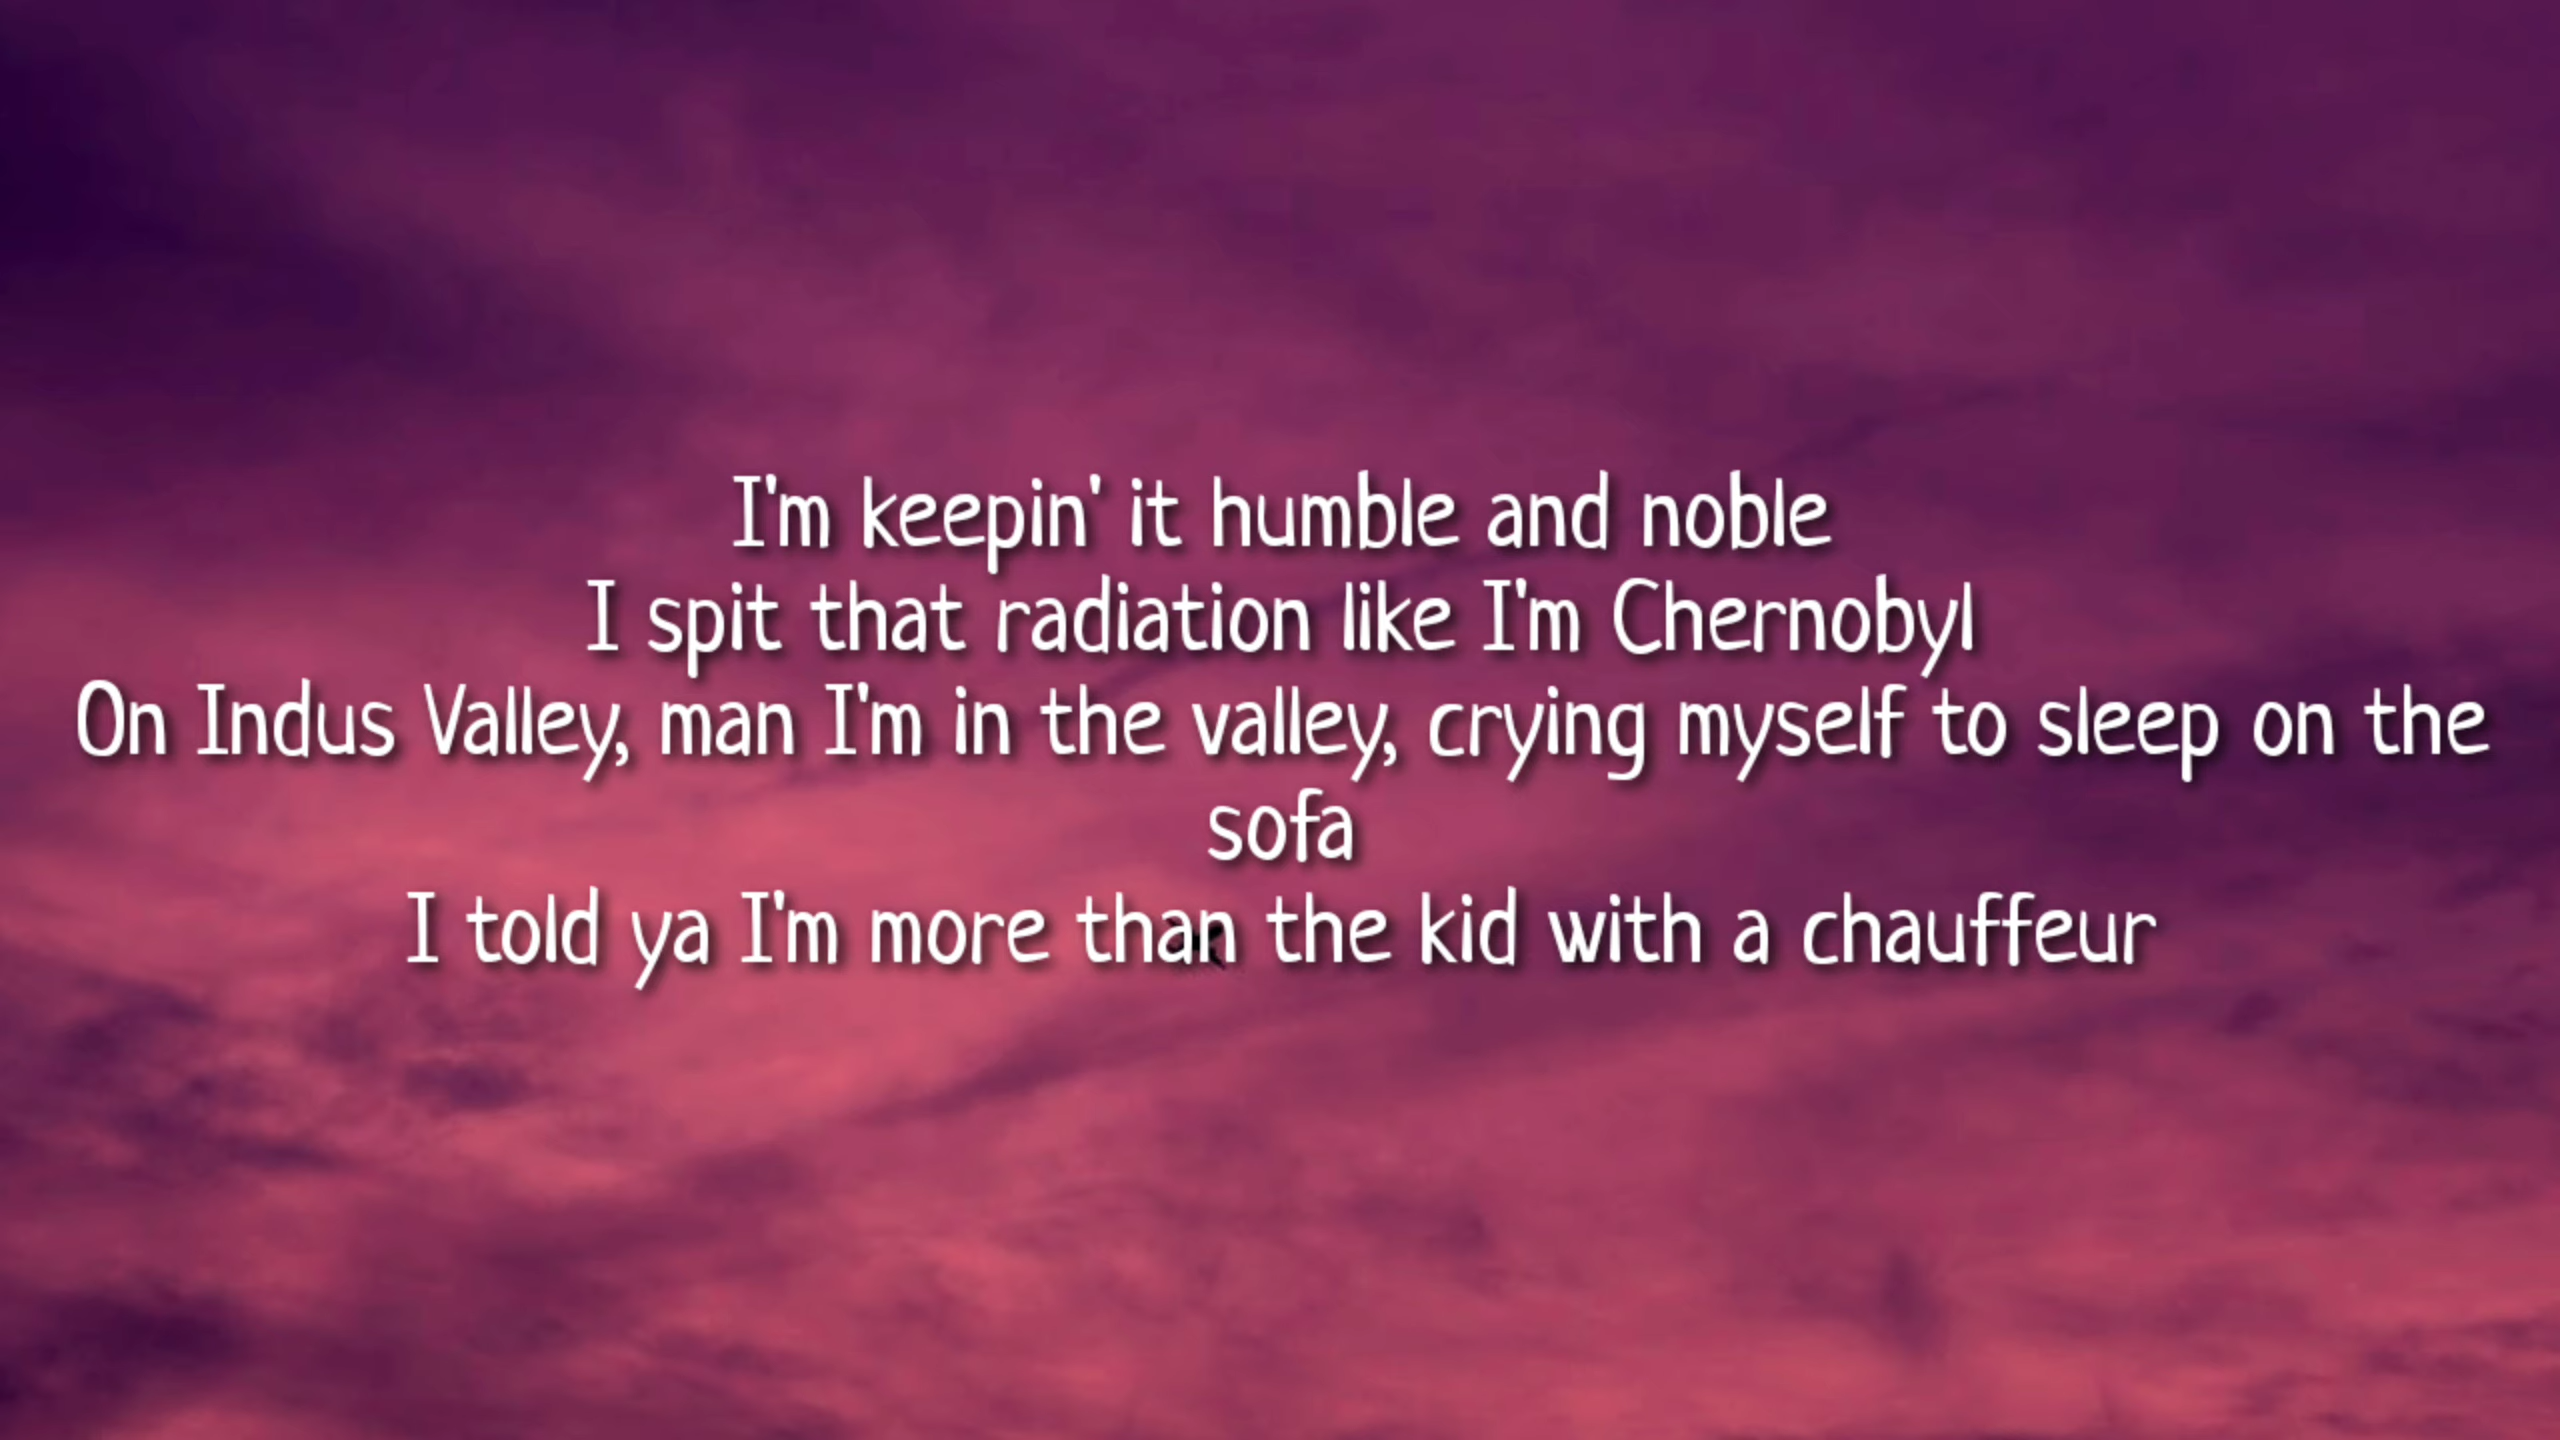 I'm keepin' it humble and noble
I spit that radiation like I'm Chernobyl
On Indus Valley, man I'm in the valley, crying myself to sleep on the
sofa
I told ya I'm more than the kid with a chauffeur